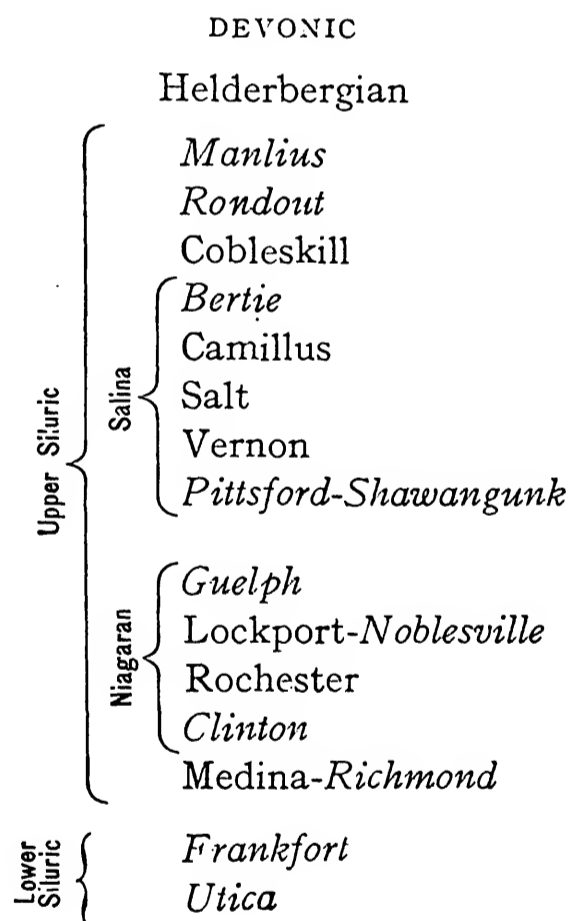 DEVONIC
Helderbergian
Upper Siluric
Manlius
Rondout
Cobleskill
Salina
Bertie
Camillus
Salt
Vernon
Pittsford-Shawangunk
Niagaran
Guelph
Lockport-Noblesville
Rochester
Clinton
Medina-Richmond
Lower
Siluric
Frankfort
Utica